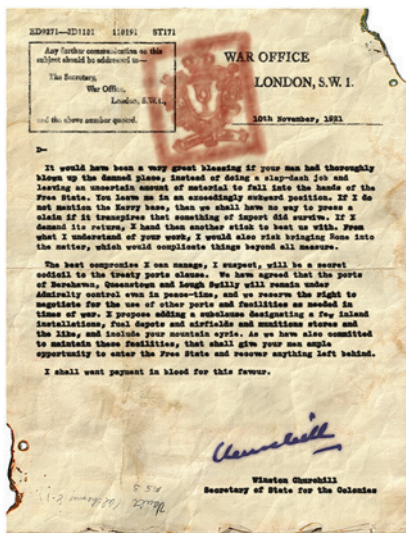 ED9271—ID1101 110191 ST171
Any further communication on this
subject should be addressed to—
The Secretary,
War Office,
London, S.W.1.,
and the above number quoted.
WAR OFFICE
LONDON, S.W. 1.
10th November, 1921
D—
It would have been a very great blessing if your man had thoroughly
blown up the damned place, instead of doing a slap-dash job and
leaving an uncertain amount of material to fall into the hands of the
Free State. You leave me in an exceedingly awkward position. If I do
not mention the Kerry base, then we shall have no way to press a
claim if it transpires that something of import did survive. If I
demand its return, I hand them another stick to beat us with. From
what I understand of your work, I would also risk bringing Rome into
the matter, which would complicate things beyond all measure.
The best compromise I can manage, I suspect, will be a secret
codicil to the treaty ports clause. We have agreed that the ports
of Berehaven, Queenstown and Lough Swilly will remain under
Admiralty control even in peace-time, and we reserve the right to
negotiate for the use of other ports and facilities as needed in
times of war. I propose adding a subclause designating a few inland
installations, fuel depots and airfields and munitions stores and
the like, and include your mountain eyrie. As we have also committed
to maintain these facilities, that shall give your men ample
opportunity to enter the Free State and recover anything left behind.
I shall want payment in blood for this favour.
Churchill
Winston Churchill
Secretary of State for the Colonies